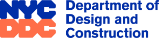 NYC Department of
DDC Design and
Construction